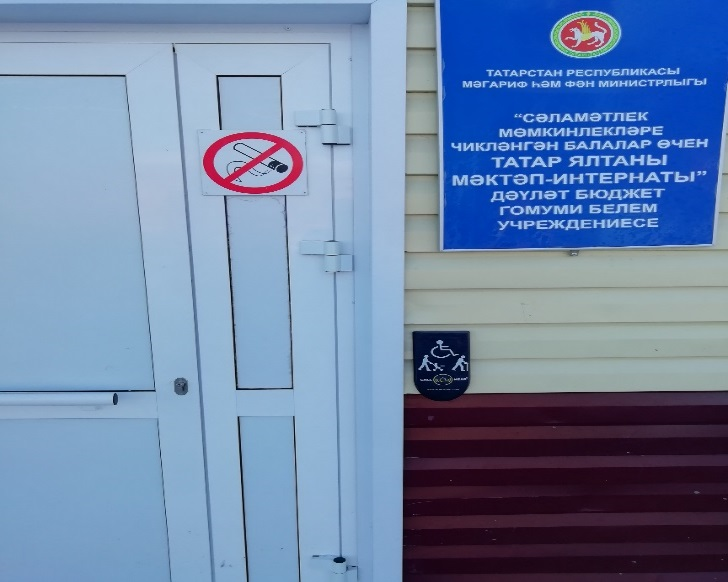 ТАТАРСТАН РЕСПУБЛИКАСЫ
МӘГАРИФ ҺӘМ ФӘН МИНИСТРЛЫГЫ
“СӘЛАМӘТЛЕК
МӨМКИНЛЕКЛӘРЕ
ЧИКЛӘНГӘН БАЛАЛАР ӨЧЕН
ТАТАР ЯЛТАНЫ
МӘКТӘП-ИНТЕРНАТЫ”
ДӘҮЛӘТ БЮДЖЕТ
ГОМУМИ БЕЛЕМ
УЧРЕЖДЕНИЕСЕ